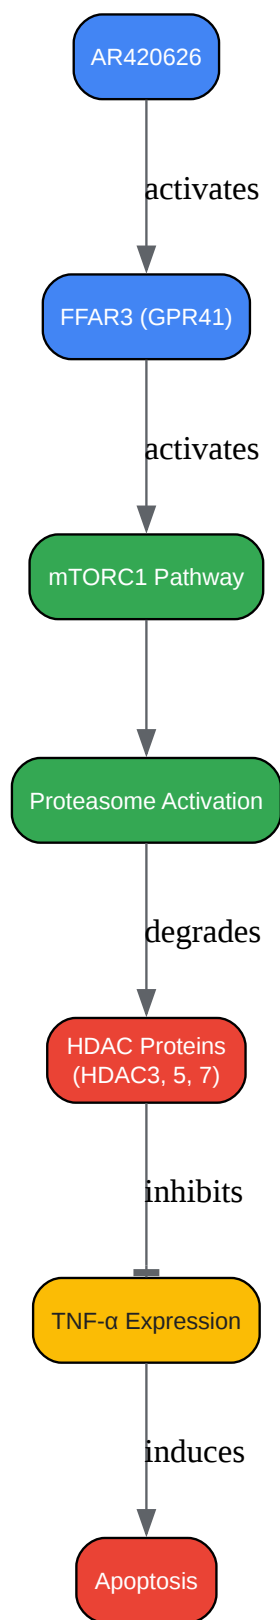 AR420626
activates
FFAR3 (GPR41)
activates
mTORC1 Pathway
Proteasome Activation
degrades
HDAC Proteins
(HDAC3, 5, 7)
inhibits
TNF-α Expression
induces
Apoptosis